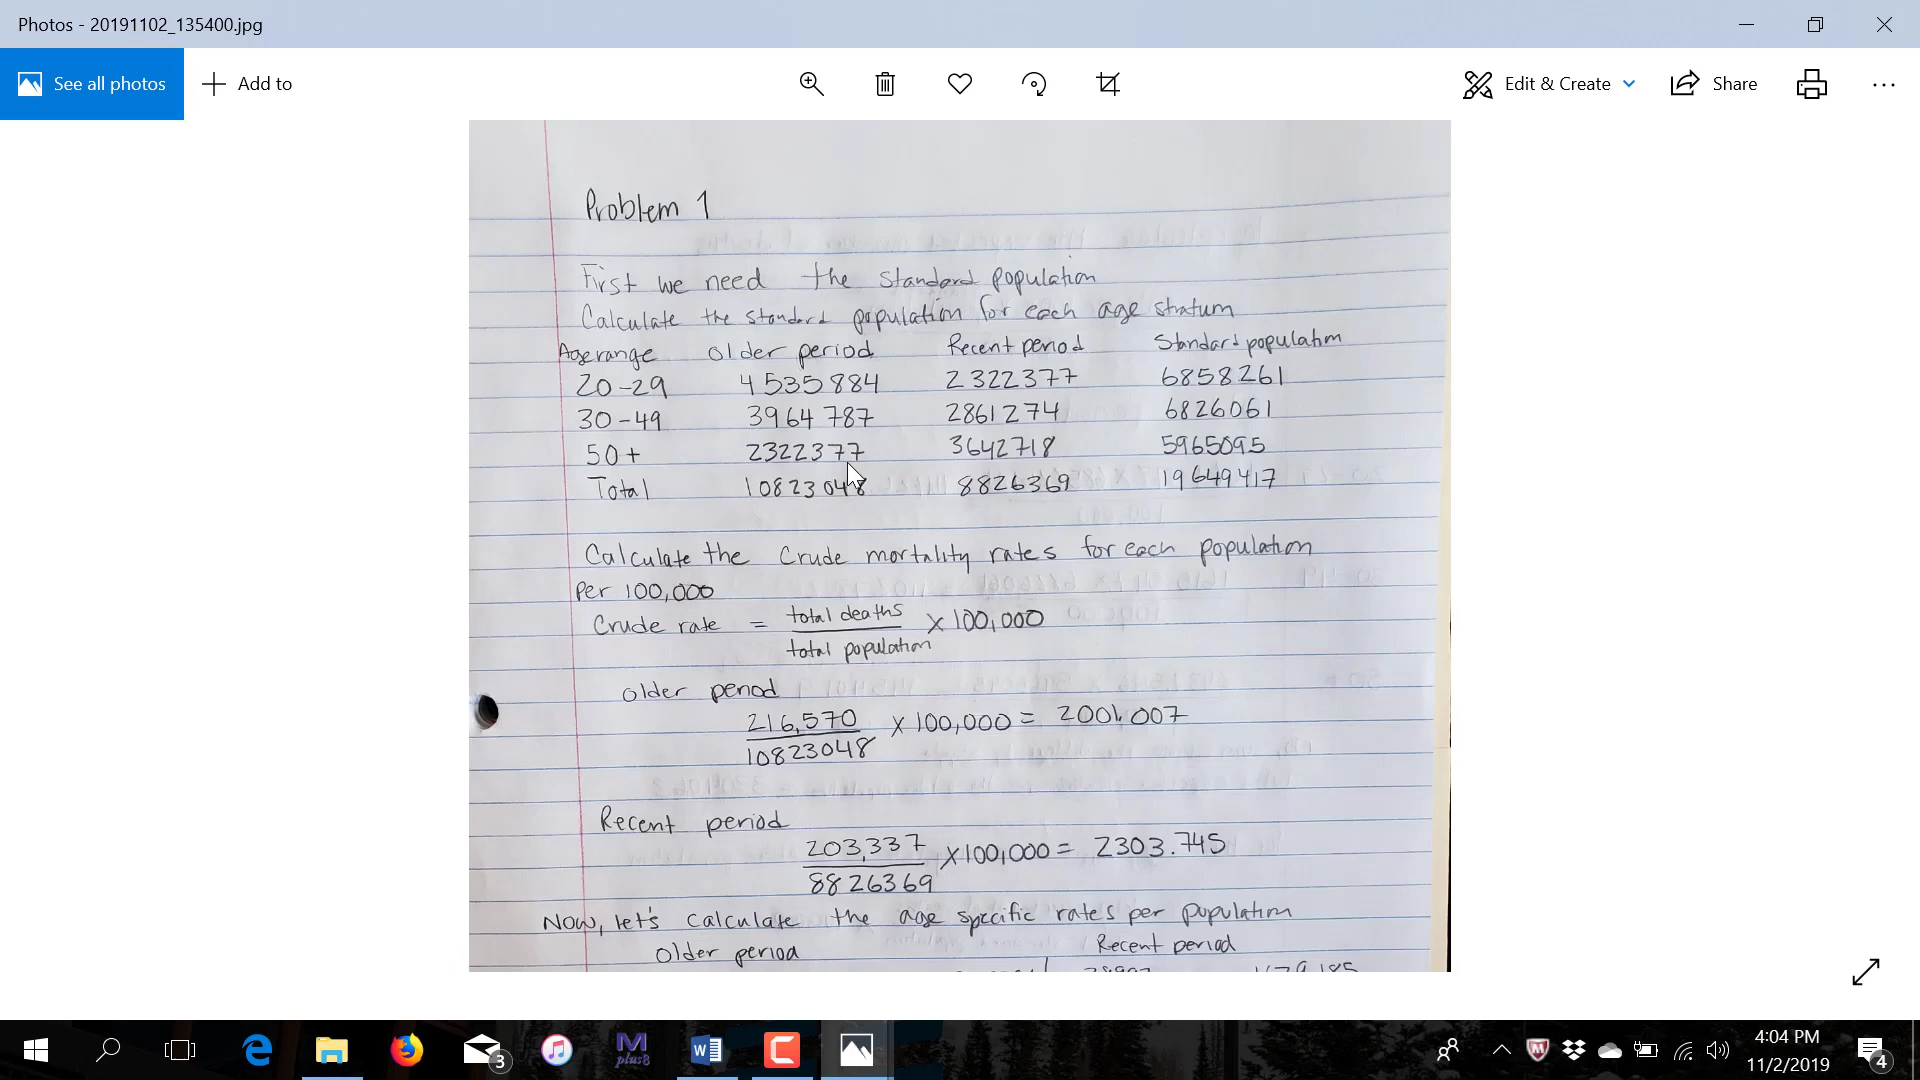 Photos - 20191102_135400.jpg
See all photos
Add to
Edit & Create
Share
Problem 1
First we need the standard population
Calculate the standard population for each age stratum
Age range older period Recent period Standard population
20-29 4535884 2322377 6858261
30-49 3964787 2861274 6826061
50+ 2322377 3642718 5965095
Total 10823048 8826369 19649417
Calculate the crude mortality rates for each population
per 100,000
Crude rate = total deaths / total population × 100,000
older period
216,570 / 10823048 × 100,000 = 2001.007
Recent period
203,337 / 8826369 × 100,000 = 2303.745
Now, let's calculate the age specific rates per population
older period Recent period
3
M
plus8
4:04 PM
11/2/2019
4